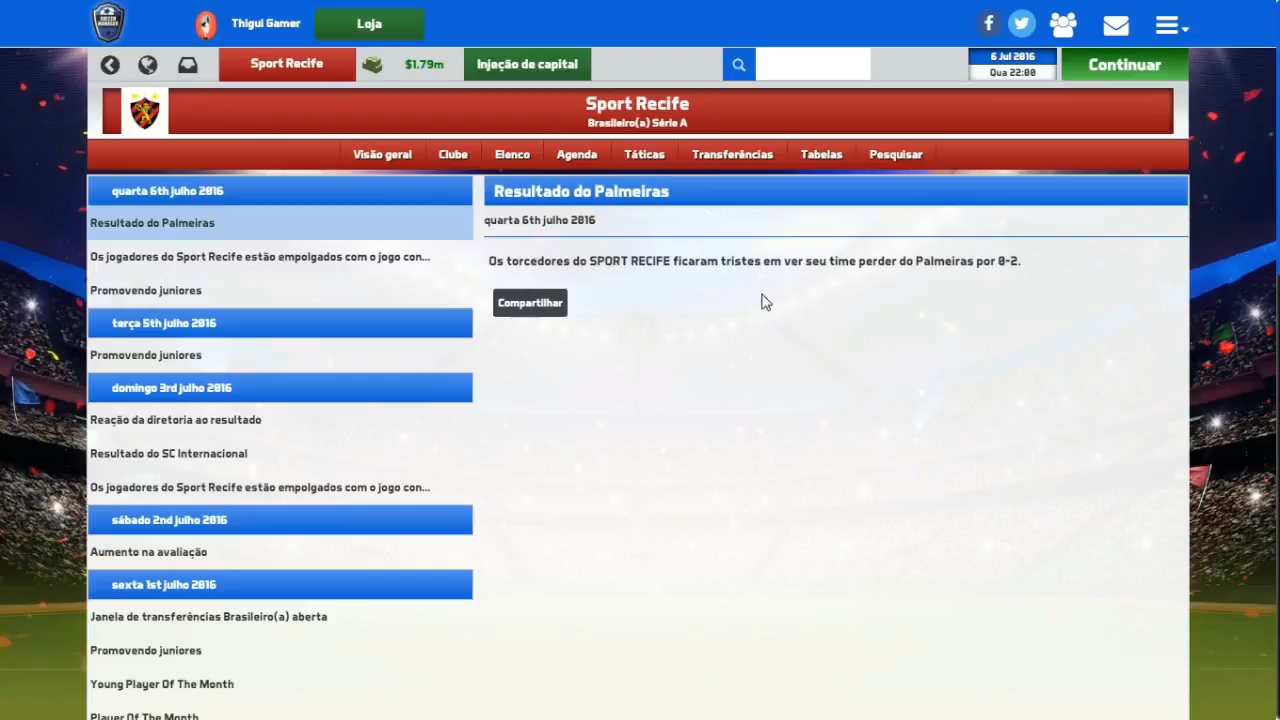 SOCCER MANAGER
Thigui Gamer
Loja
Sport Recife
$1.79m
Injeção de capital
6 Jul 2016
Qua 22:00
Continuar
Sport Recife
Brasileiro(a) Série A
Visão geral
Clube
Elenco
Agenda
Táticas
Transferências
Tabelas
Pesquisar
quarta 6th julho 2016
Resultado do Palmeiras
Os jogadores do Sport Recife estão empolgados com o jogo con...
Promovendo juniores
terça 5th julho 2016
Promovendo juniores
domingo 3rd julho 2016
Reação da diretoria ao resultado
Resultado do SC Internacional
Os jogadores do Sport Recife estão empolgados com o jogo con...
sábado 2nd julho 2016
Aumento na avaliação
sexta 1st julho 2016
Janela de transferências Brasileiro(a) aberta
Promovendo juniores
Young Player Of The Month
Player Of The Month
Resultado do Palmeiras
quarta 6th julho 2016
Os torcedores do SPORT RECIFE ficaram tristes em ver seu time perder do Palmeiras por 0-2.
Compartilhar